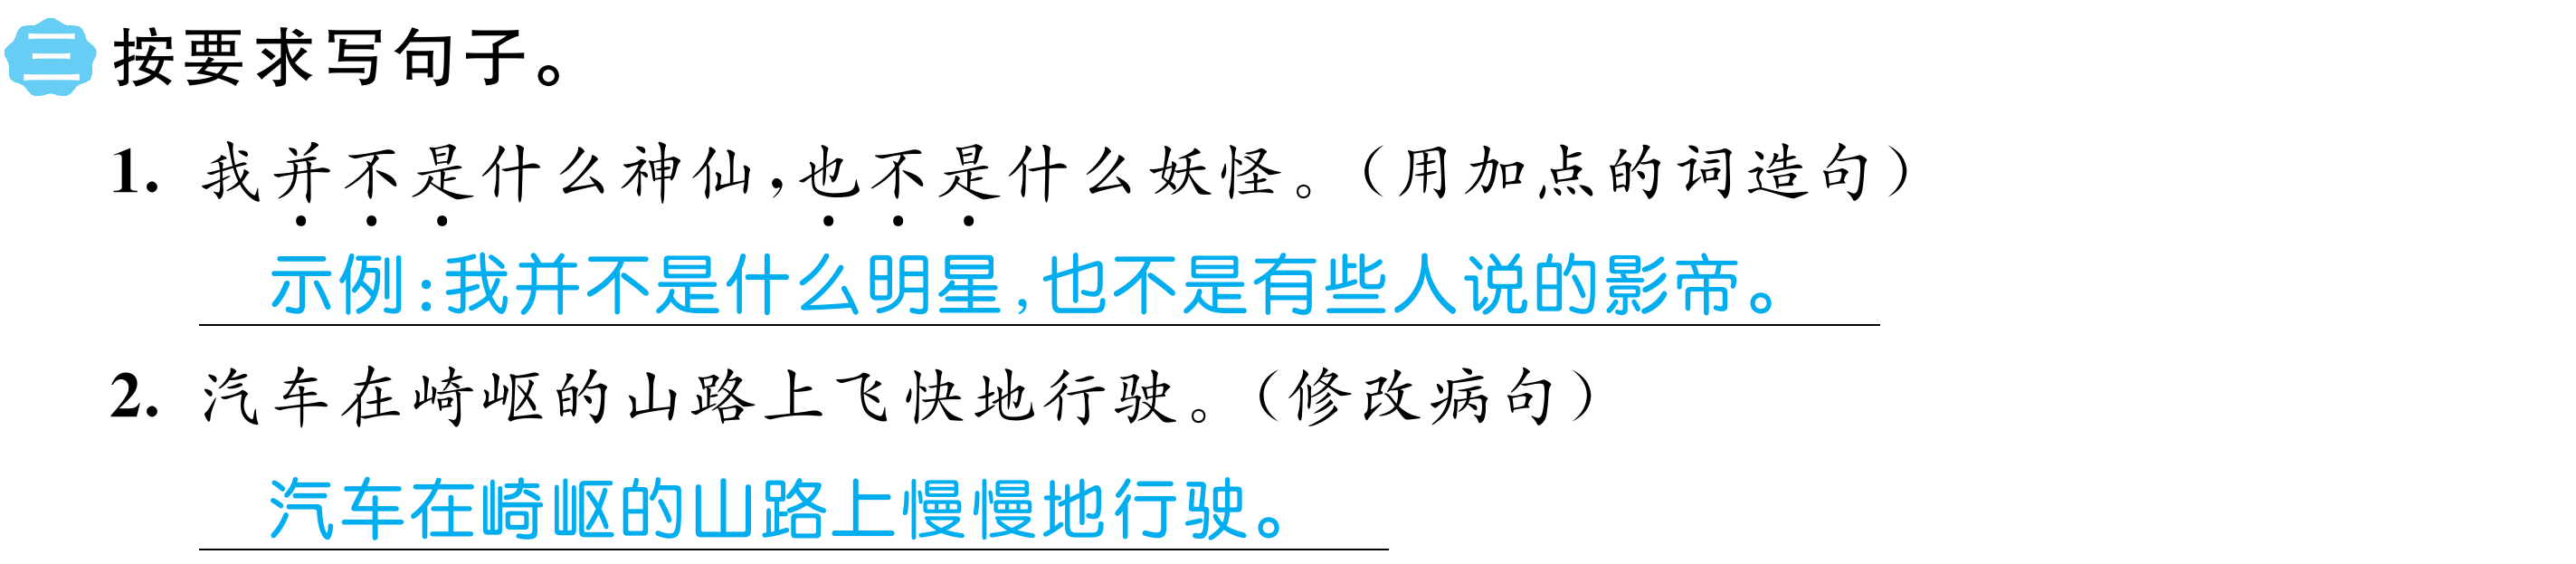 三 按要求写句子。
1. 我并不是什么神仙,也不是什么妖怪。(用加点的词造句)
示例:我并不是什么明星,也不是有些人说的影帝。
2. 汽车在崎岖的山路上飞快地行驶。(修改病句)
汽车在崎岖的山路上慢慢地行驶。